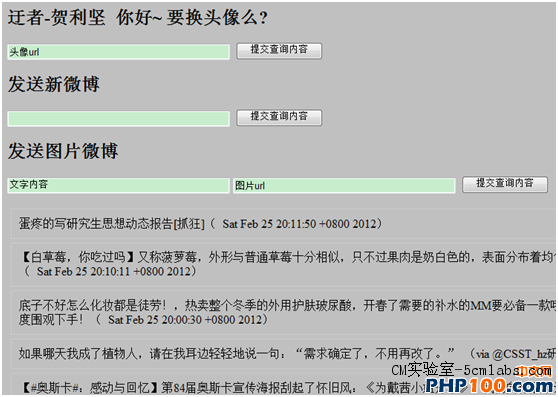 迁者-贺利坚 你好~ 要换头像么?
头像url 提交查询内容
发送新微博
提交查询内容
发送图片微博
文字内容 图片url 提交查询内容
蛋疼的写研究生思想动态报告[抓狂]（ Sat Feb 25 20:11:50 +0800 2012）
【白草莓，你吃过吗】又称菠萝莓，外形与普通草莓十分相似，只不过果肉是奶白色的，表面分布着均
（ Sat Feb 25 20:10:11 +0800 2012）
底子不好怎么化妆都是徒劳！，热卖整个冬季的外用护肤玻尿酸，开春了需要的补水的MM要必备一款
度围观下手！（ Sat Feb 25 20:00:30 +0800 2012）
如果哪天我成了植物人，请在我耳边轻轻地说一句：“需求确定了，不用再改了。” （via @CSST_hz研
CM实验室-5cmlabs.com
【#奥斯卡#：感动与回忆】第84届奥斯卡宣传海报刮起了怀旧风：《为戴茜小
PHP100.com